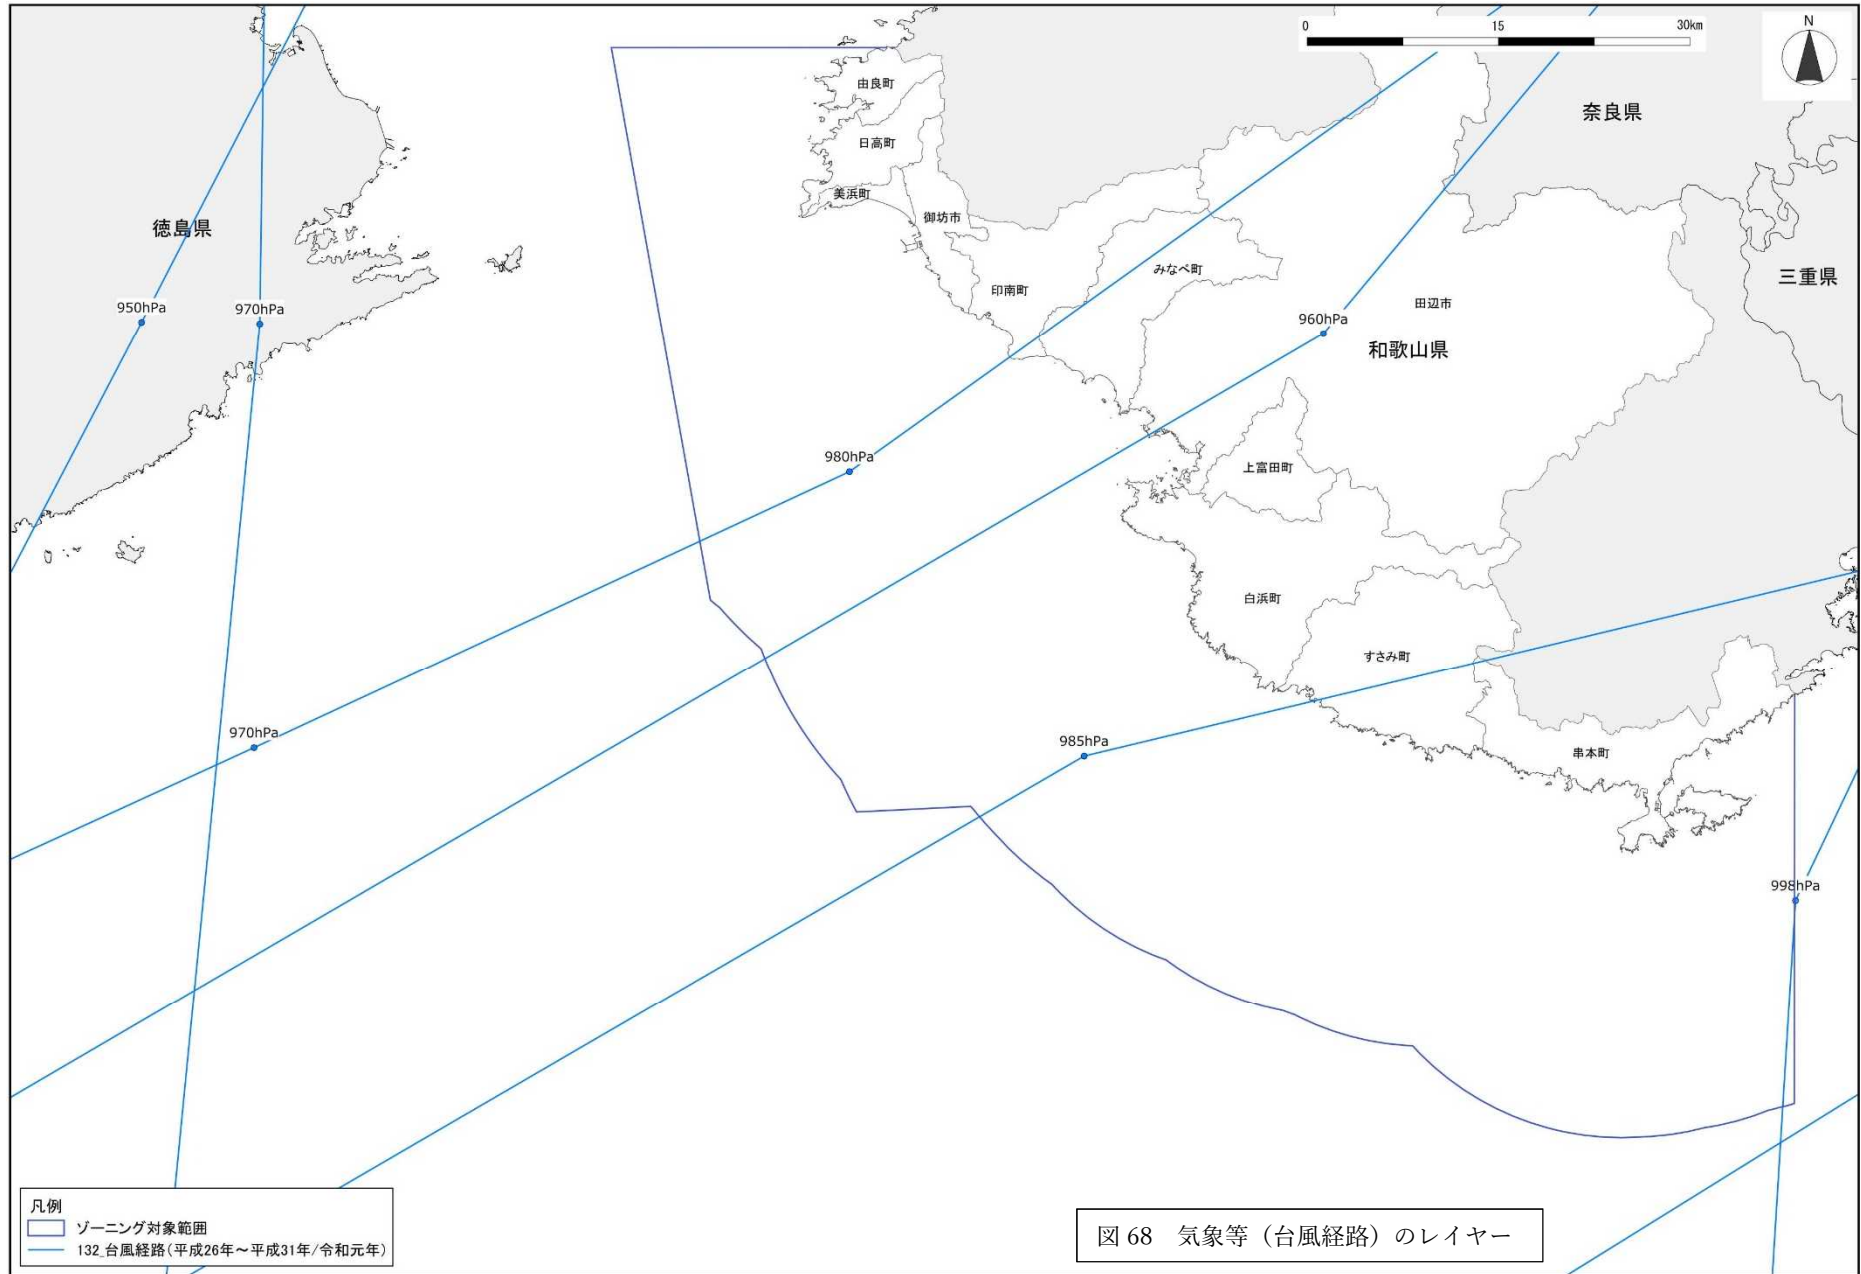 0 15 30km
N
由良町
奈良県
日高町
美浜町
御坊市
徳島県
みなべ町
三重県
印南町
田辺市
950hPa
970hPa
960hPa
和歌山県
980hPa
上富田町
白浜町
すさみ町
970hPa
985hPa
串本町
998hPa
凡例
ゾーニング対象範囲
132_台風経路(平成26年～平成31年/令和元年)
図 68 気象等（台風経路）のレイヤー